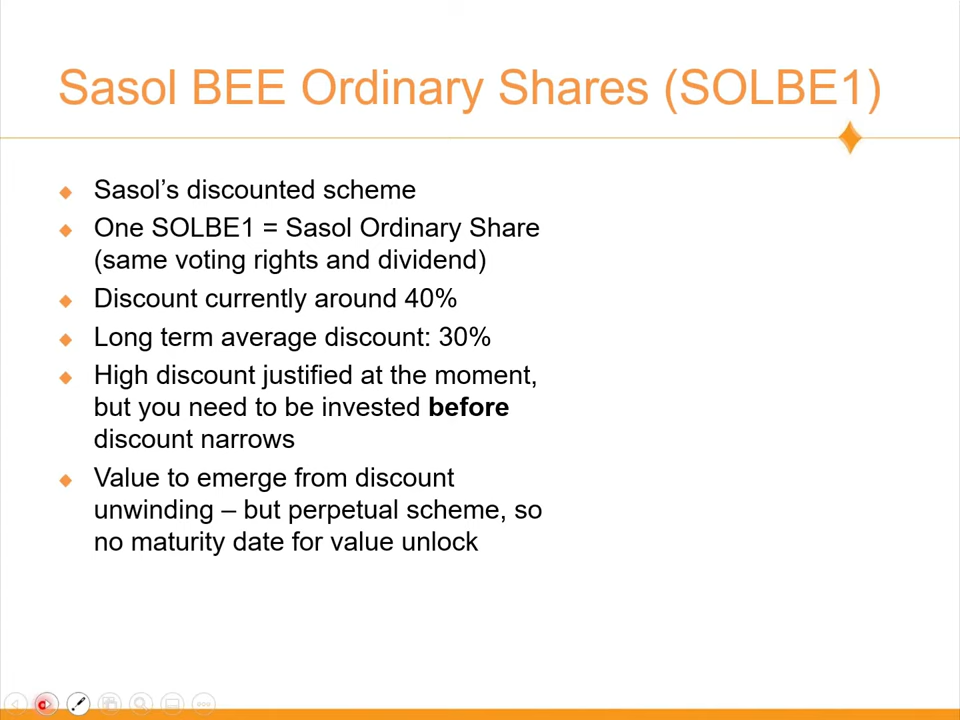 Sasol BEE Ordinary Shares (SOLBE1)
Sasol’s discounted scheme
One SOLBE1 = Sasol Ordinary Share
(same voting rights and dividend)
Discount currently around 40%
Long term average discount: 30%
High discount justified at the moment,
but you need to be invested before
discount narrows
Value to emerge from discount
unwinding – but perpetual scheme, so
no maturity date for value unlock